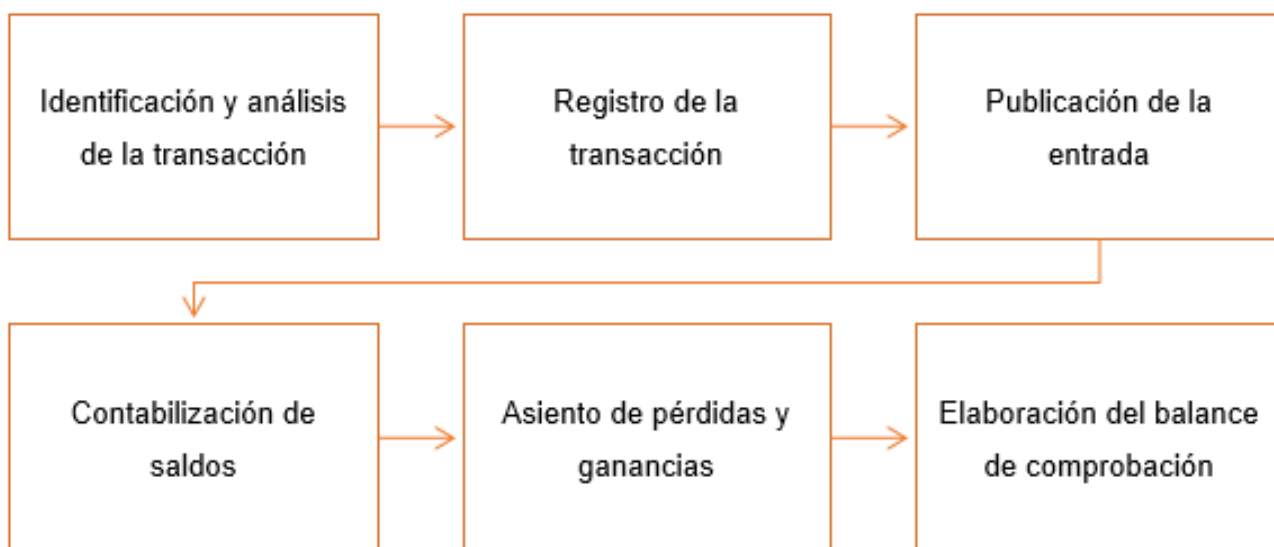 Identificación y análisis
de la transacción
Registro de la
transacción
Publicación de la
entrada
Contabilización de
saldos
Asiento de pérdidas y
ganancias
Elaboración del balance
de comprobación